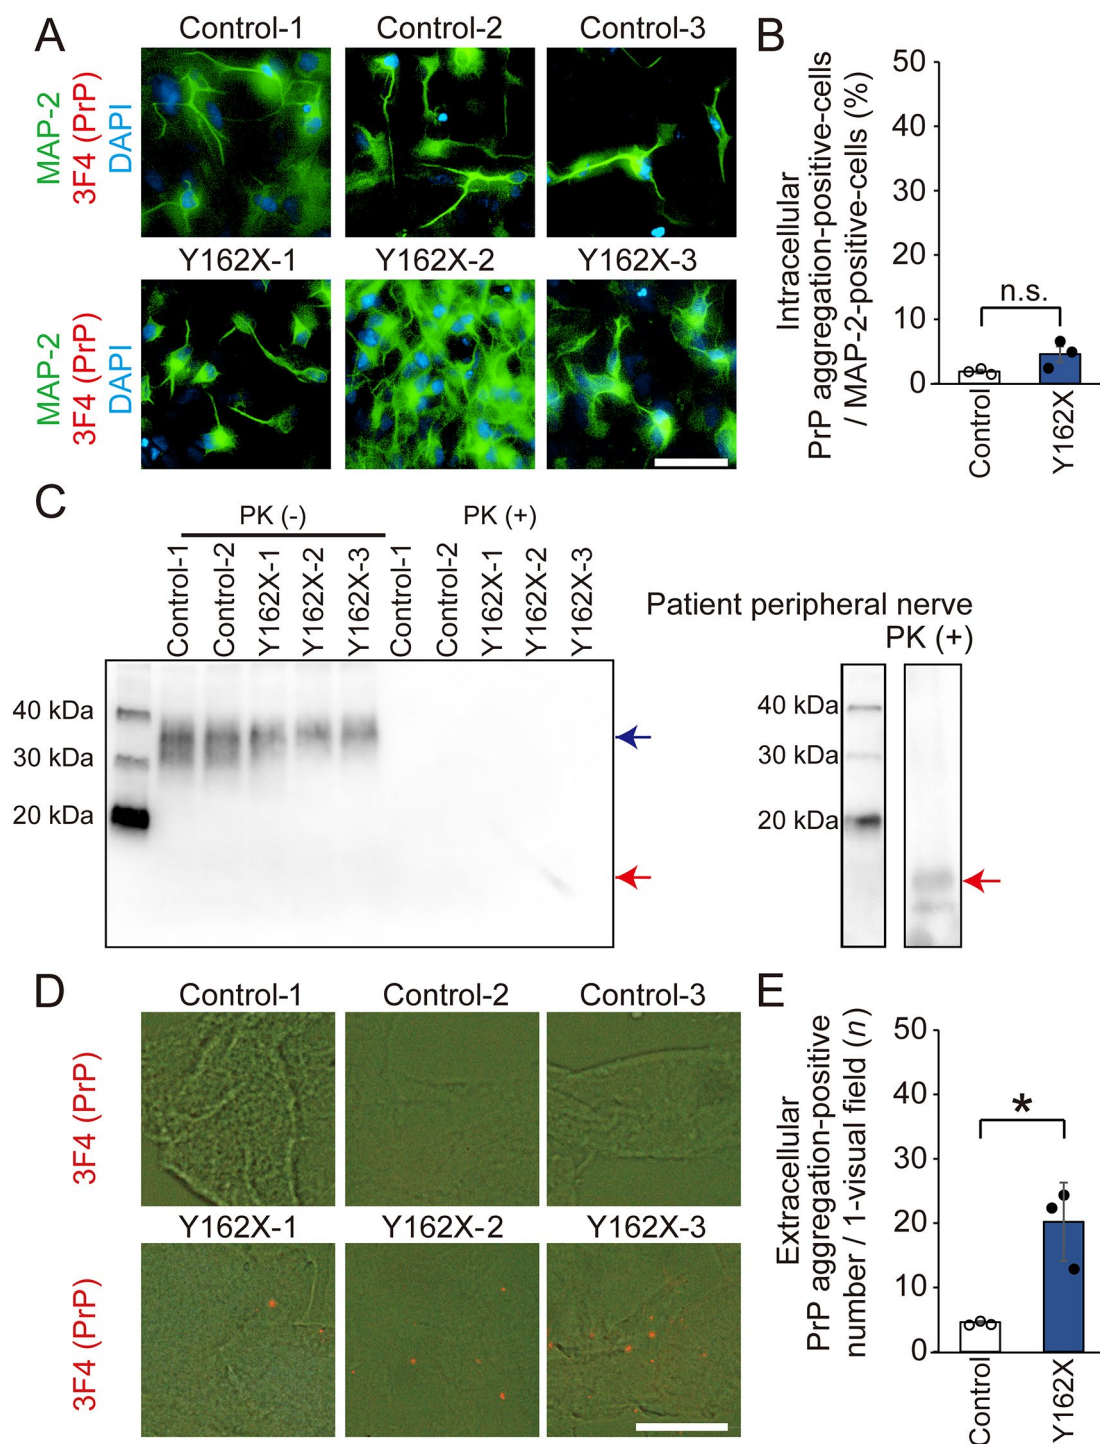 A
Control-1
Control-2
Control-3
MAP-2
3F4 (PrP)
DAPI
Y162X-1
Y162X-2
Y162X-3
MAP-2
3F4 (PrP)
DAPI
B
Intracellular
PrP aggregation-positive-cells
/ MAP-2-positive-cells (%)
50
40
30
20
10
0
n.s.
Control
Y162X
C
PK (-)
PK (+)
Control-1
Control-2
Y162X-1
Y162X-2
Y162X-3
Control-1
Control-2
Y162X-1
Y162X-2
Y162X-3
40 kDa
30 kDa
20 kDa
Patient peripheral nerve
PK (+)
40 kDa
30 kDa
20 kDa
D
Control-1
Control-2
Control-3
3F4 (PrP)
Y162X-1
Y162X-2
Y162X-3
3F4 (PrP)
E
Extracellular
PrP aggregation-positive
number / 1-visual field (n)
50
40
30
20
10
0
*
Control
Y162X